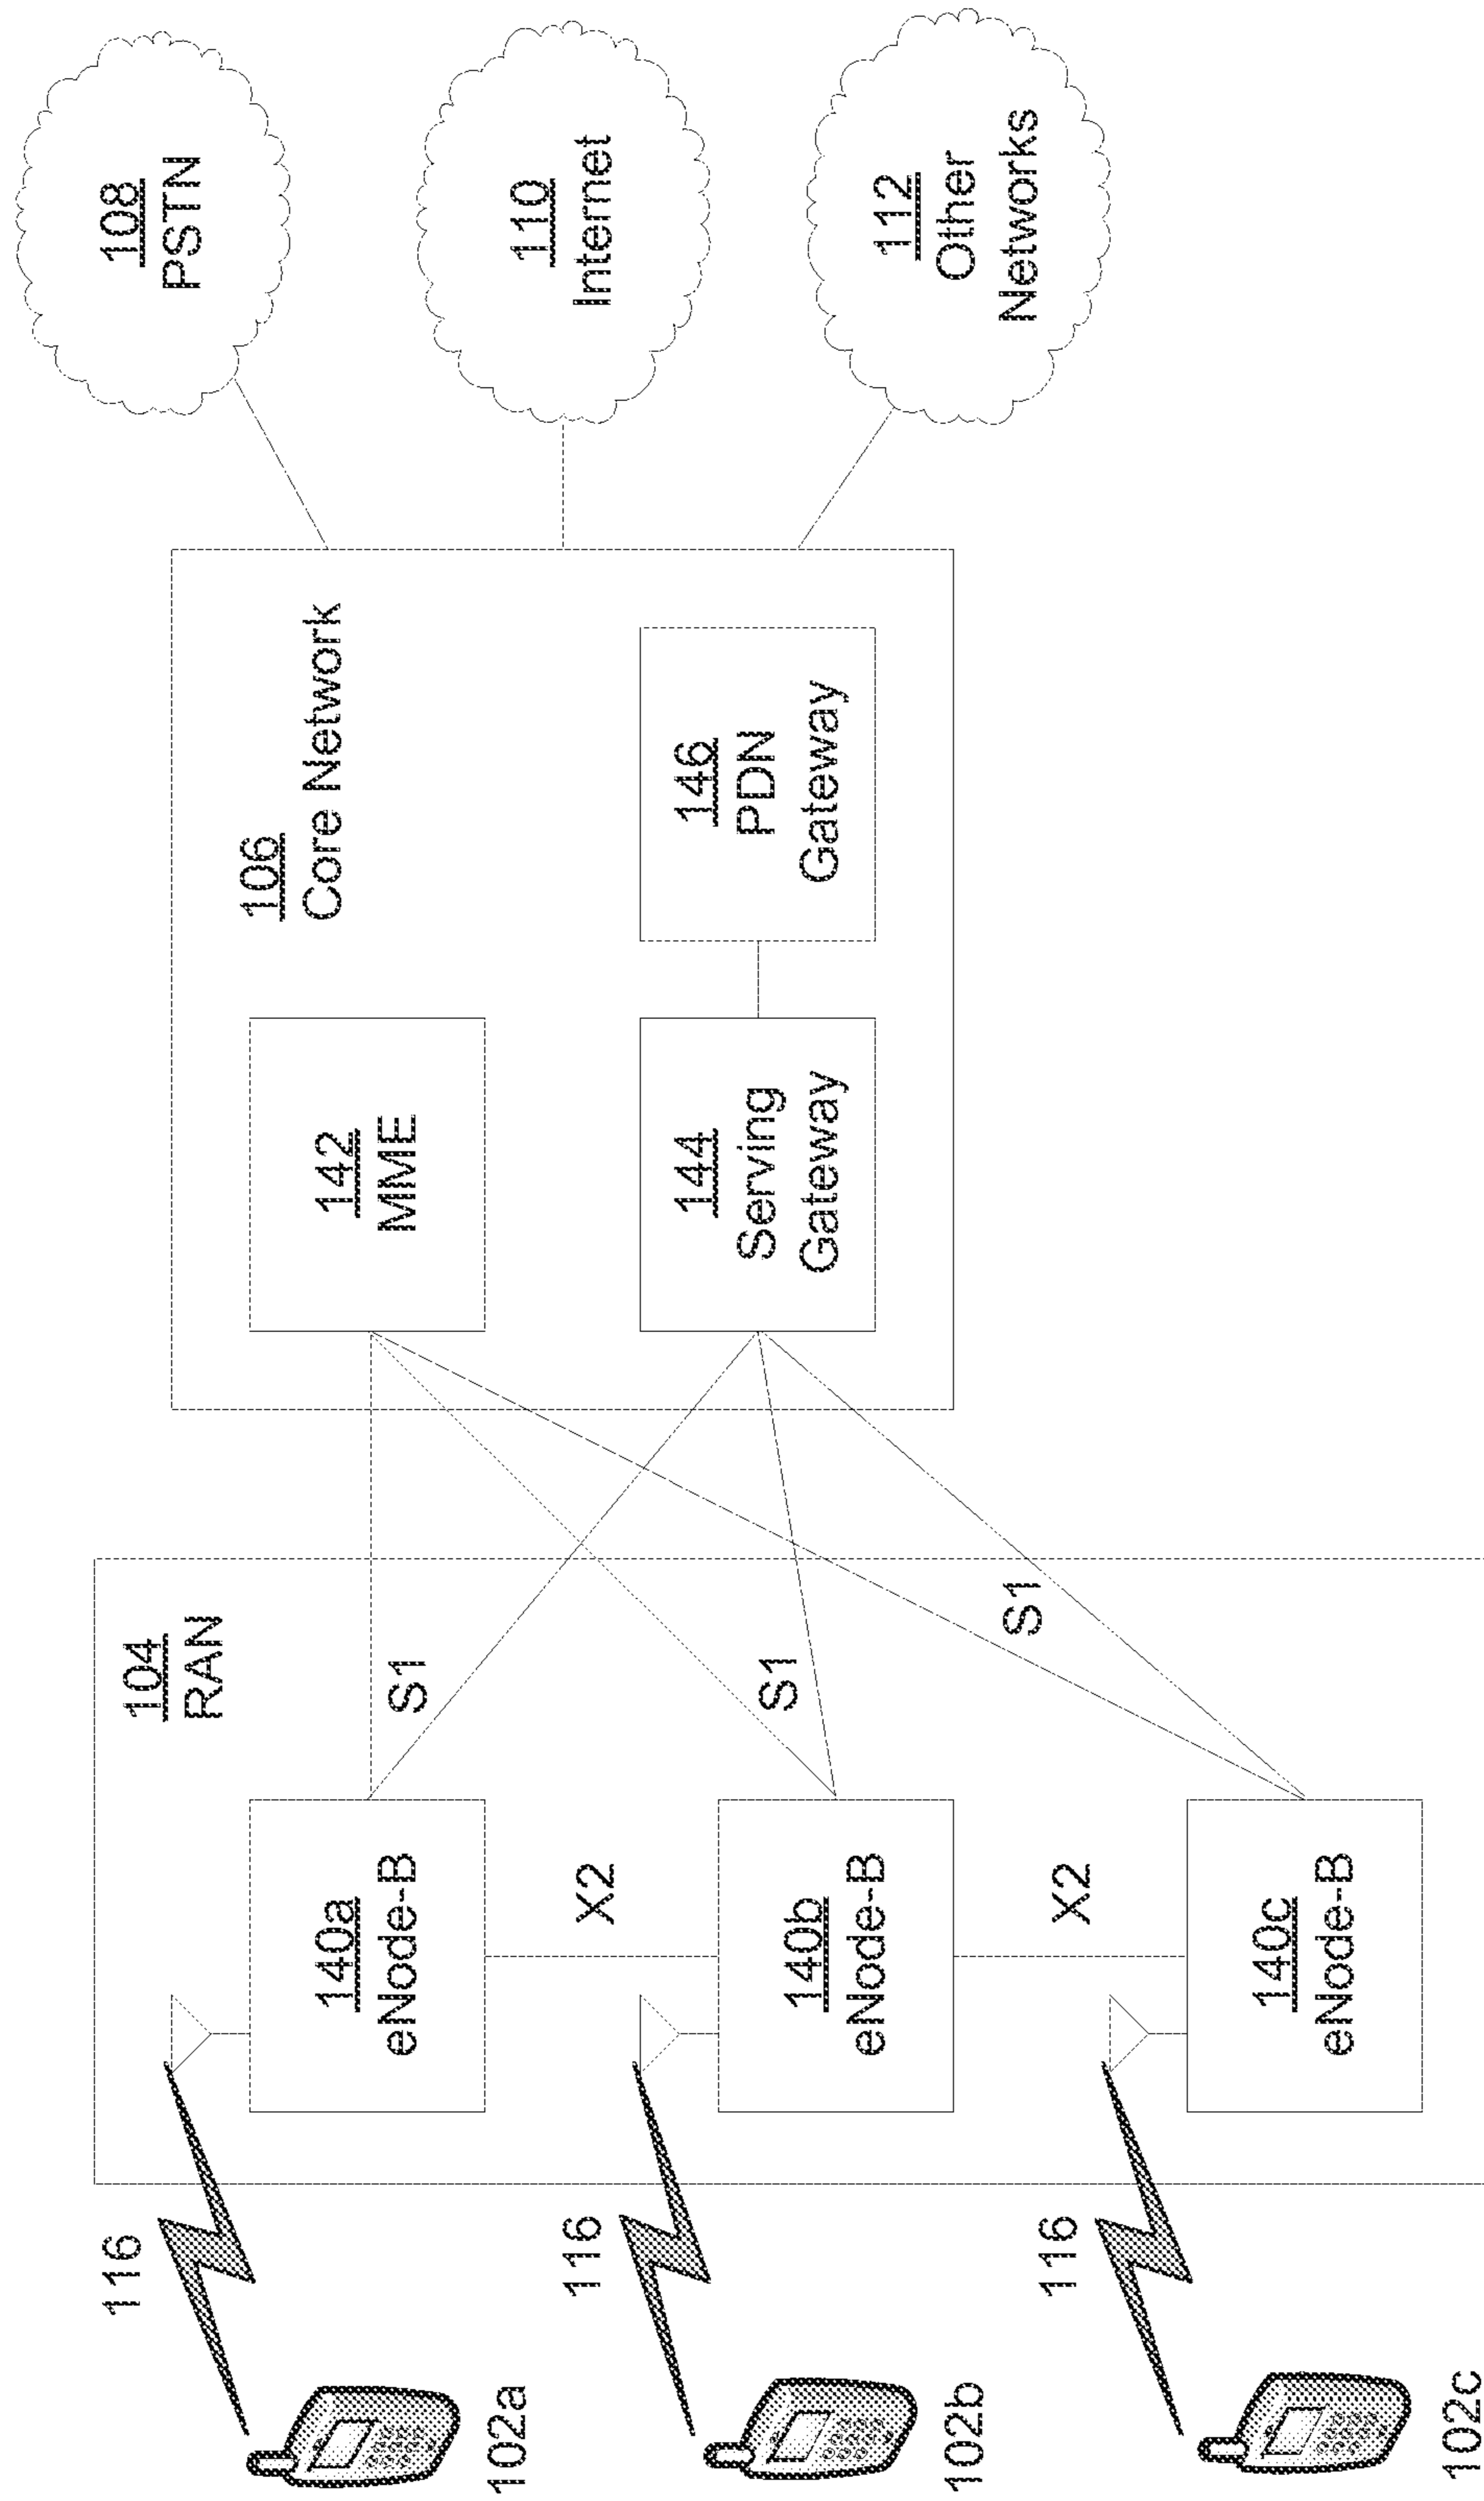 102a
116
104
RAN
140a
eNode-B
S1
X2
102b
116
140b
eNode-B
S1
X2
102c
116
140c
eNode-B
S1
106
Core Network
142
MME
144
Serving
Gateway
146
PDN
Gateway
108
PSTN
110
Internet
112
Other
Networks